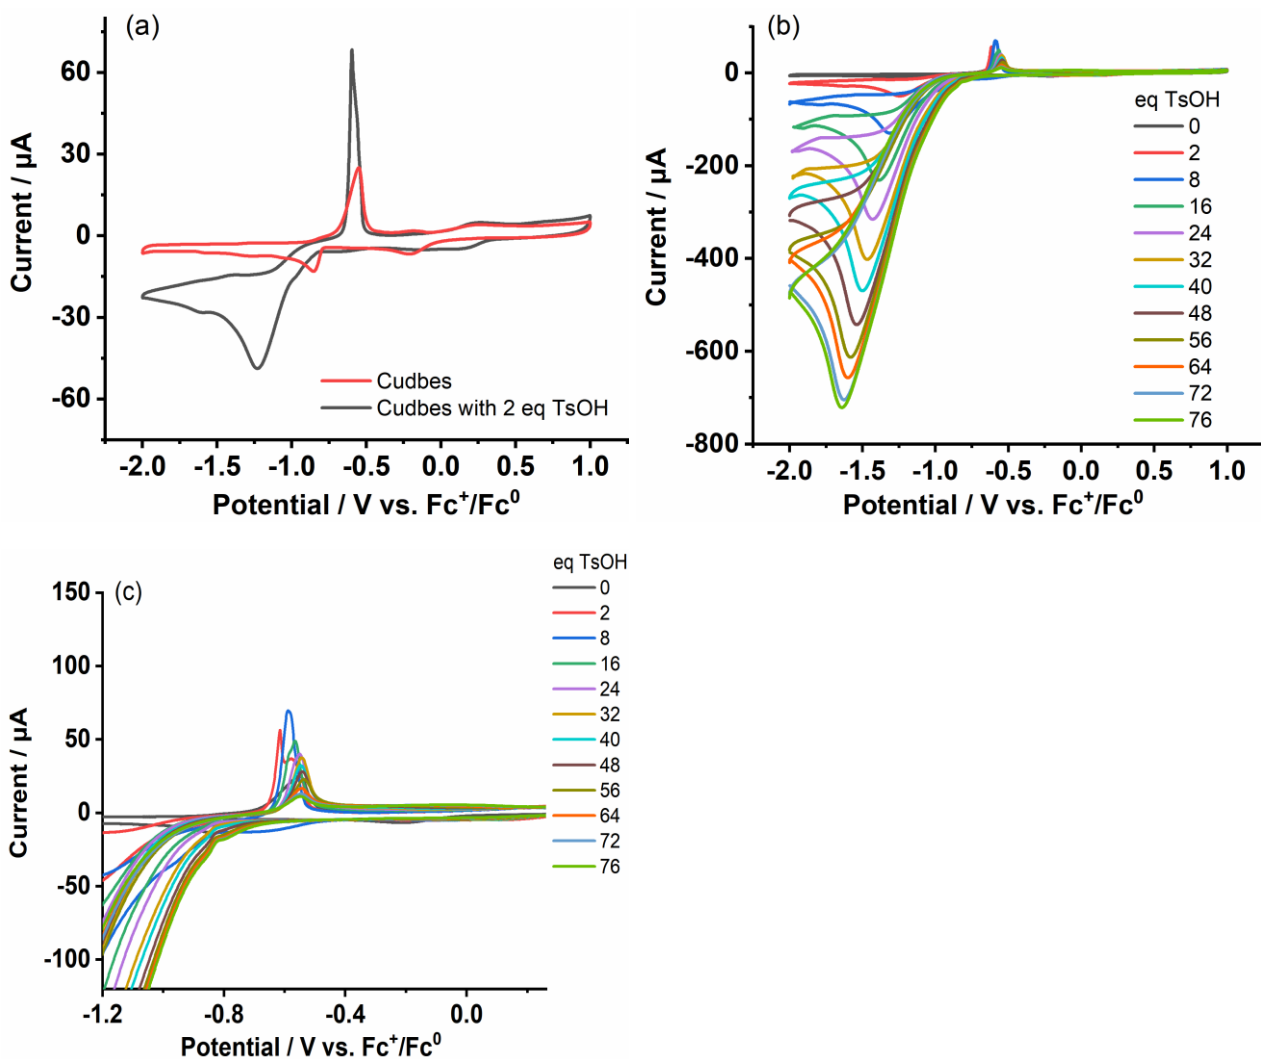 (a)
60
30
0
-30
-60
Current / µA
Cudbes
Cudbes with 2 eq TsOH
-2.0 -1.5 -1.0 -0.5 0.0 0.5 1.0
Potential / V vs. Fc⁺/Fc⁰
(b)
0
-200
-400
-600
-800
Current / µA
eq TsOH
0
2
8
16
24
32
40
48
56
64
72
76
-2.0 -1.5 -1.0 -0.5 0.0 0.5 1.0
Potential / V vs. Fc⁺/Fc⁰
(c)
150
100
50
0
-50
-100
Current / µA
eq TsOH
0
2
8
16
24
32
40
48
56
64
72
76
-1.2 -0.8 -0.4 0.0
Potential / V vs. Fc⁺/Fc⁰